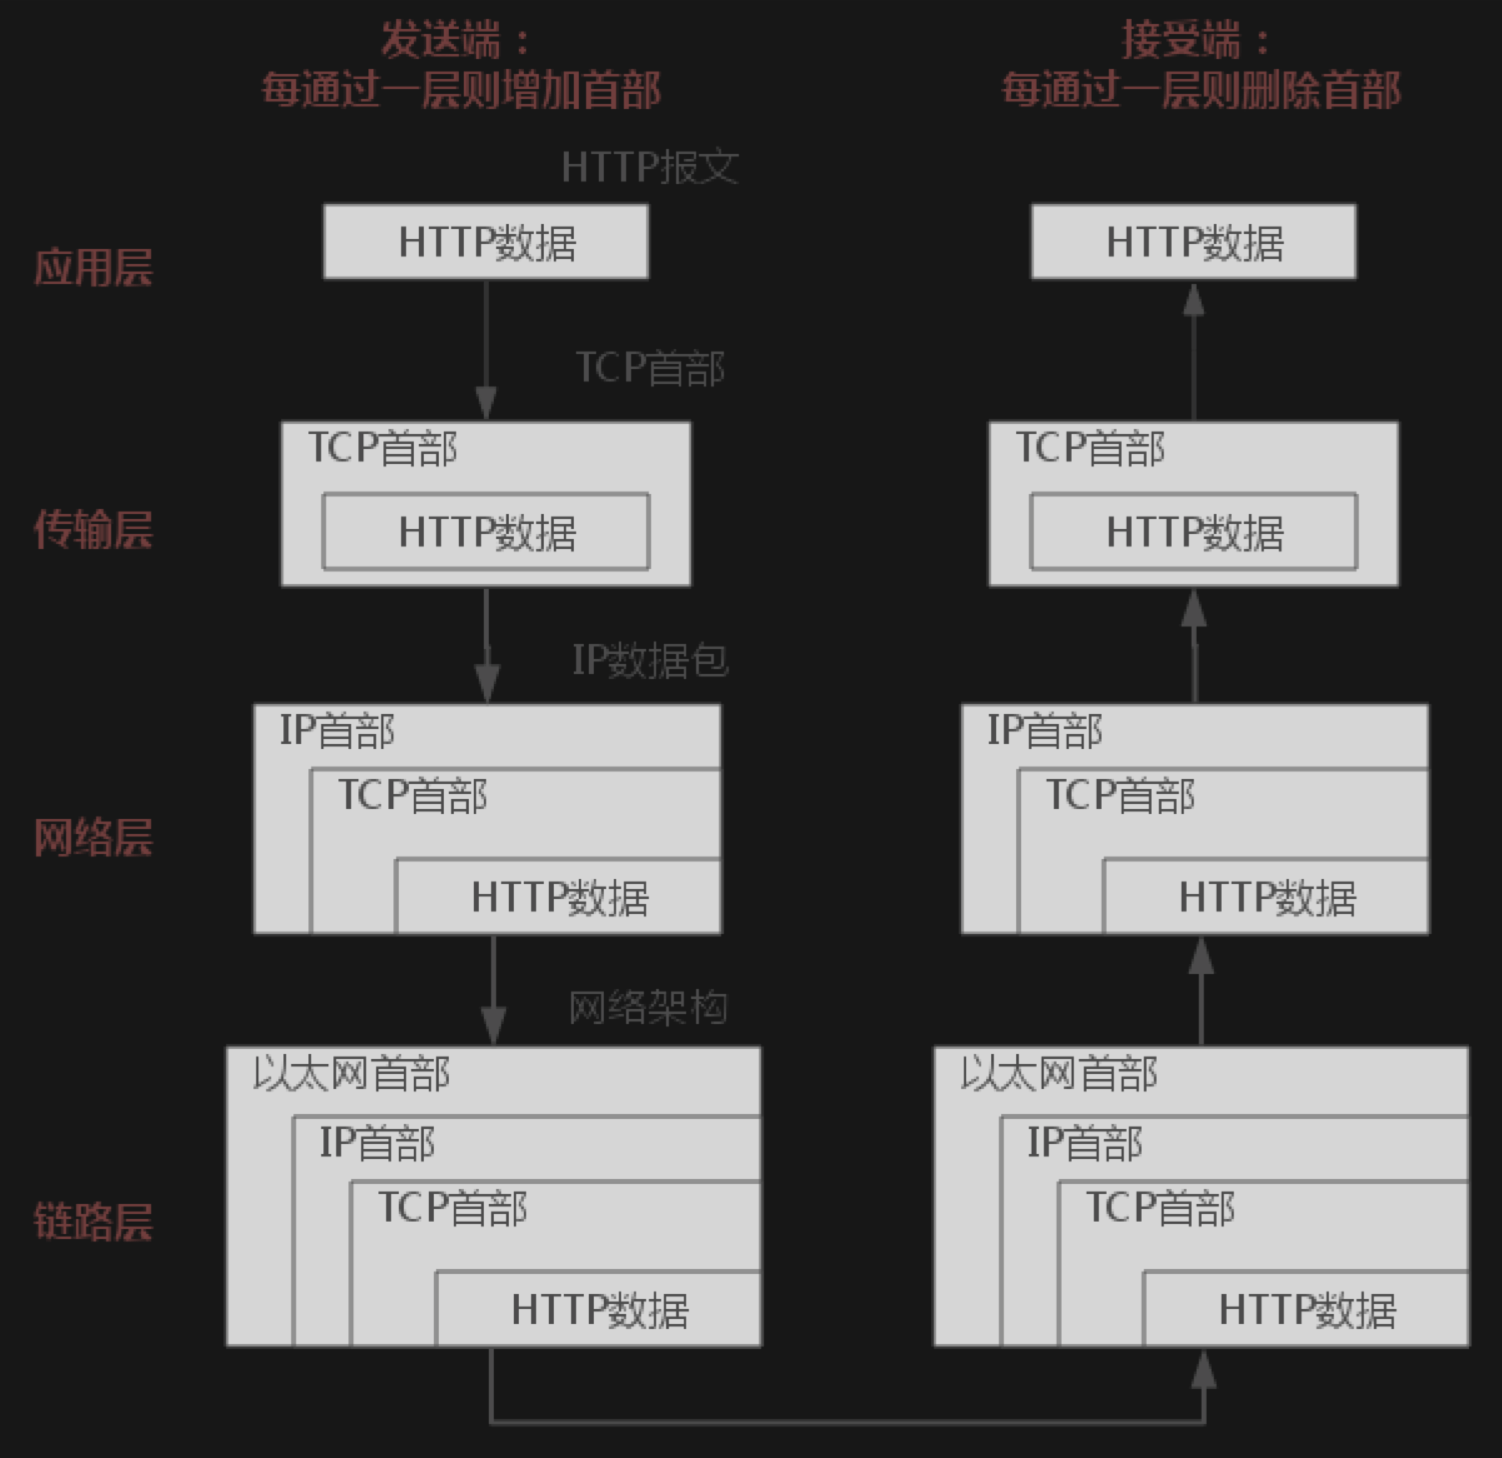 发送端：
每通过一层则增加首部
接受端：
每通过一层则删除首部
HTTP报文
应用层
HTTP数据
HTTP数据
TCP首部
TCP首部
TCP首部
传输层
HTTP数据
HTTP数据
IP数据包
IP首部
IP首部
TCP首部
TCP首部
网络层
HTTP数据
HTTP数据
网络架构
以太网首部
以太网首部
IP首部
IP首部
链路层
TCP首部
TCP首部
HTTP数据
HTTP数据